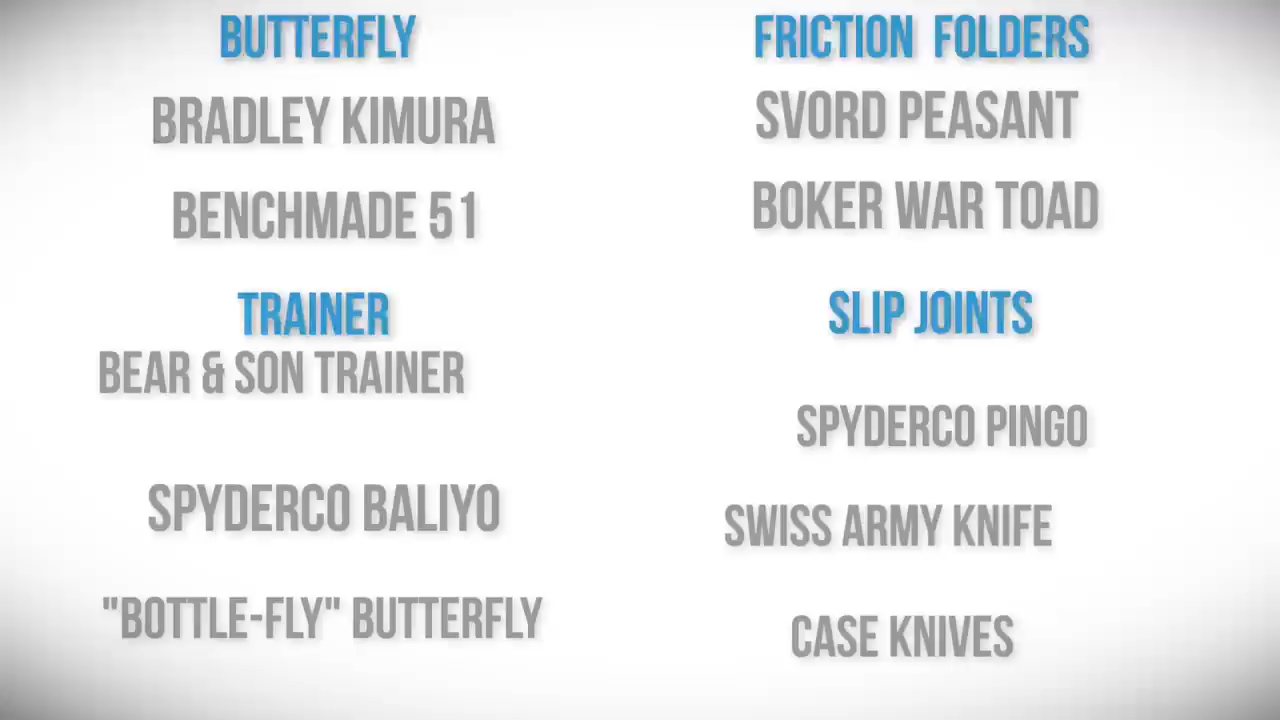 BUTTERFLY
BRADLEY KIMURA
BENCHMADE 51
TRAINER
BEAR & SON TRAINER
SPYDERCO BALIYO
"BOTTLE-FLY" BUTTERFLY
FRICTION FOLDERS
SVORD PEASANT
BOKER WAR TOAD
SLIP JOINTS
SPYDERCO PINGO
SWISS ARMY KNIFE
CASE KNIVES